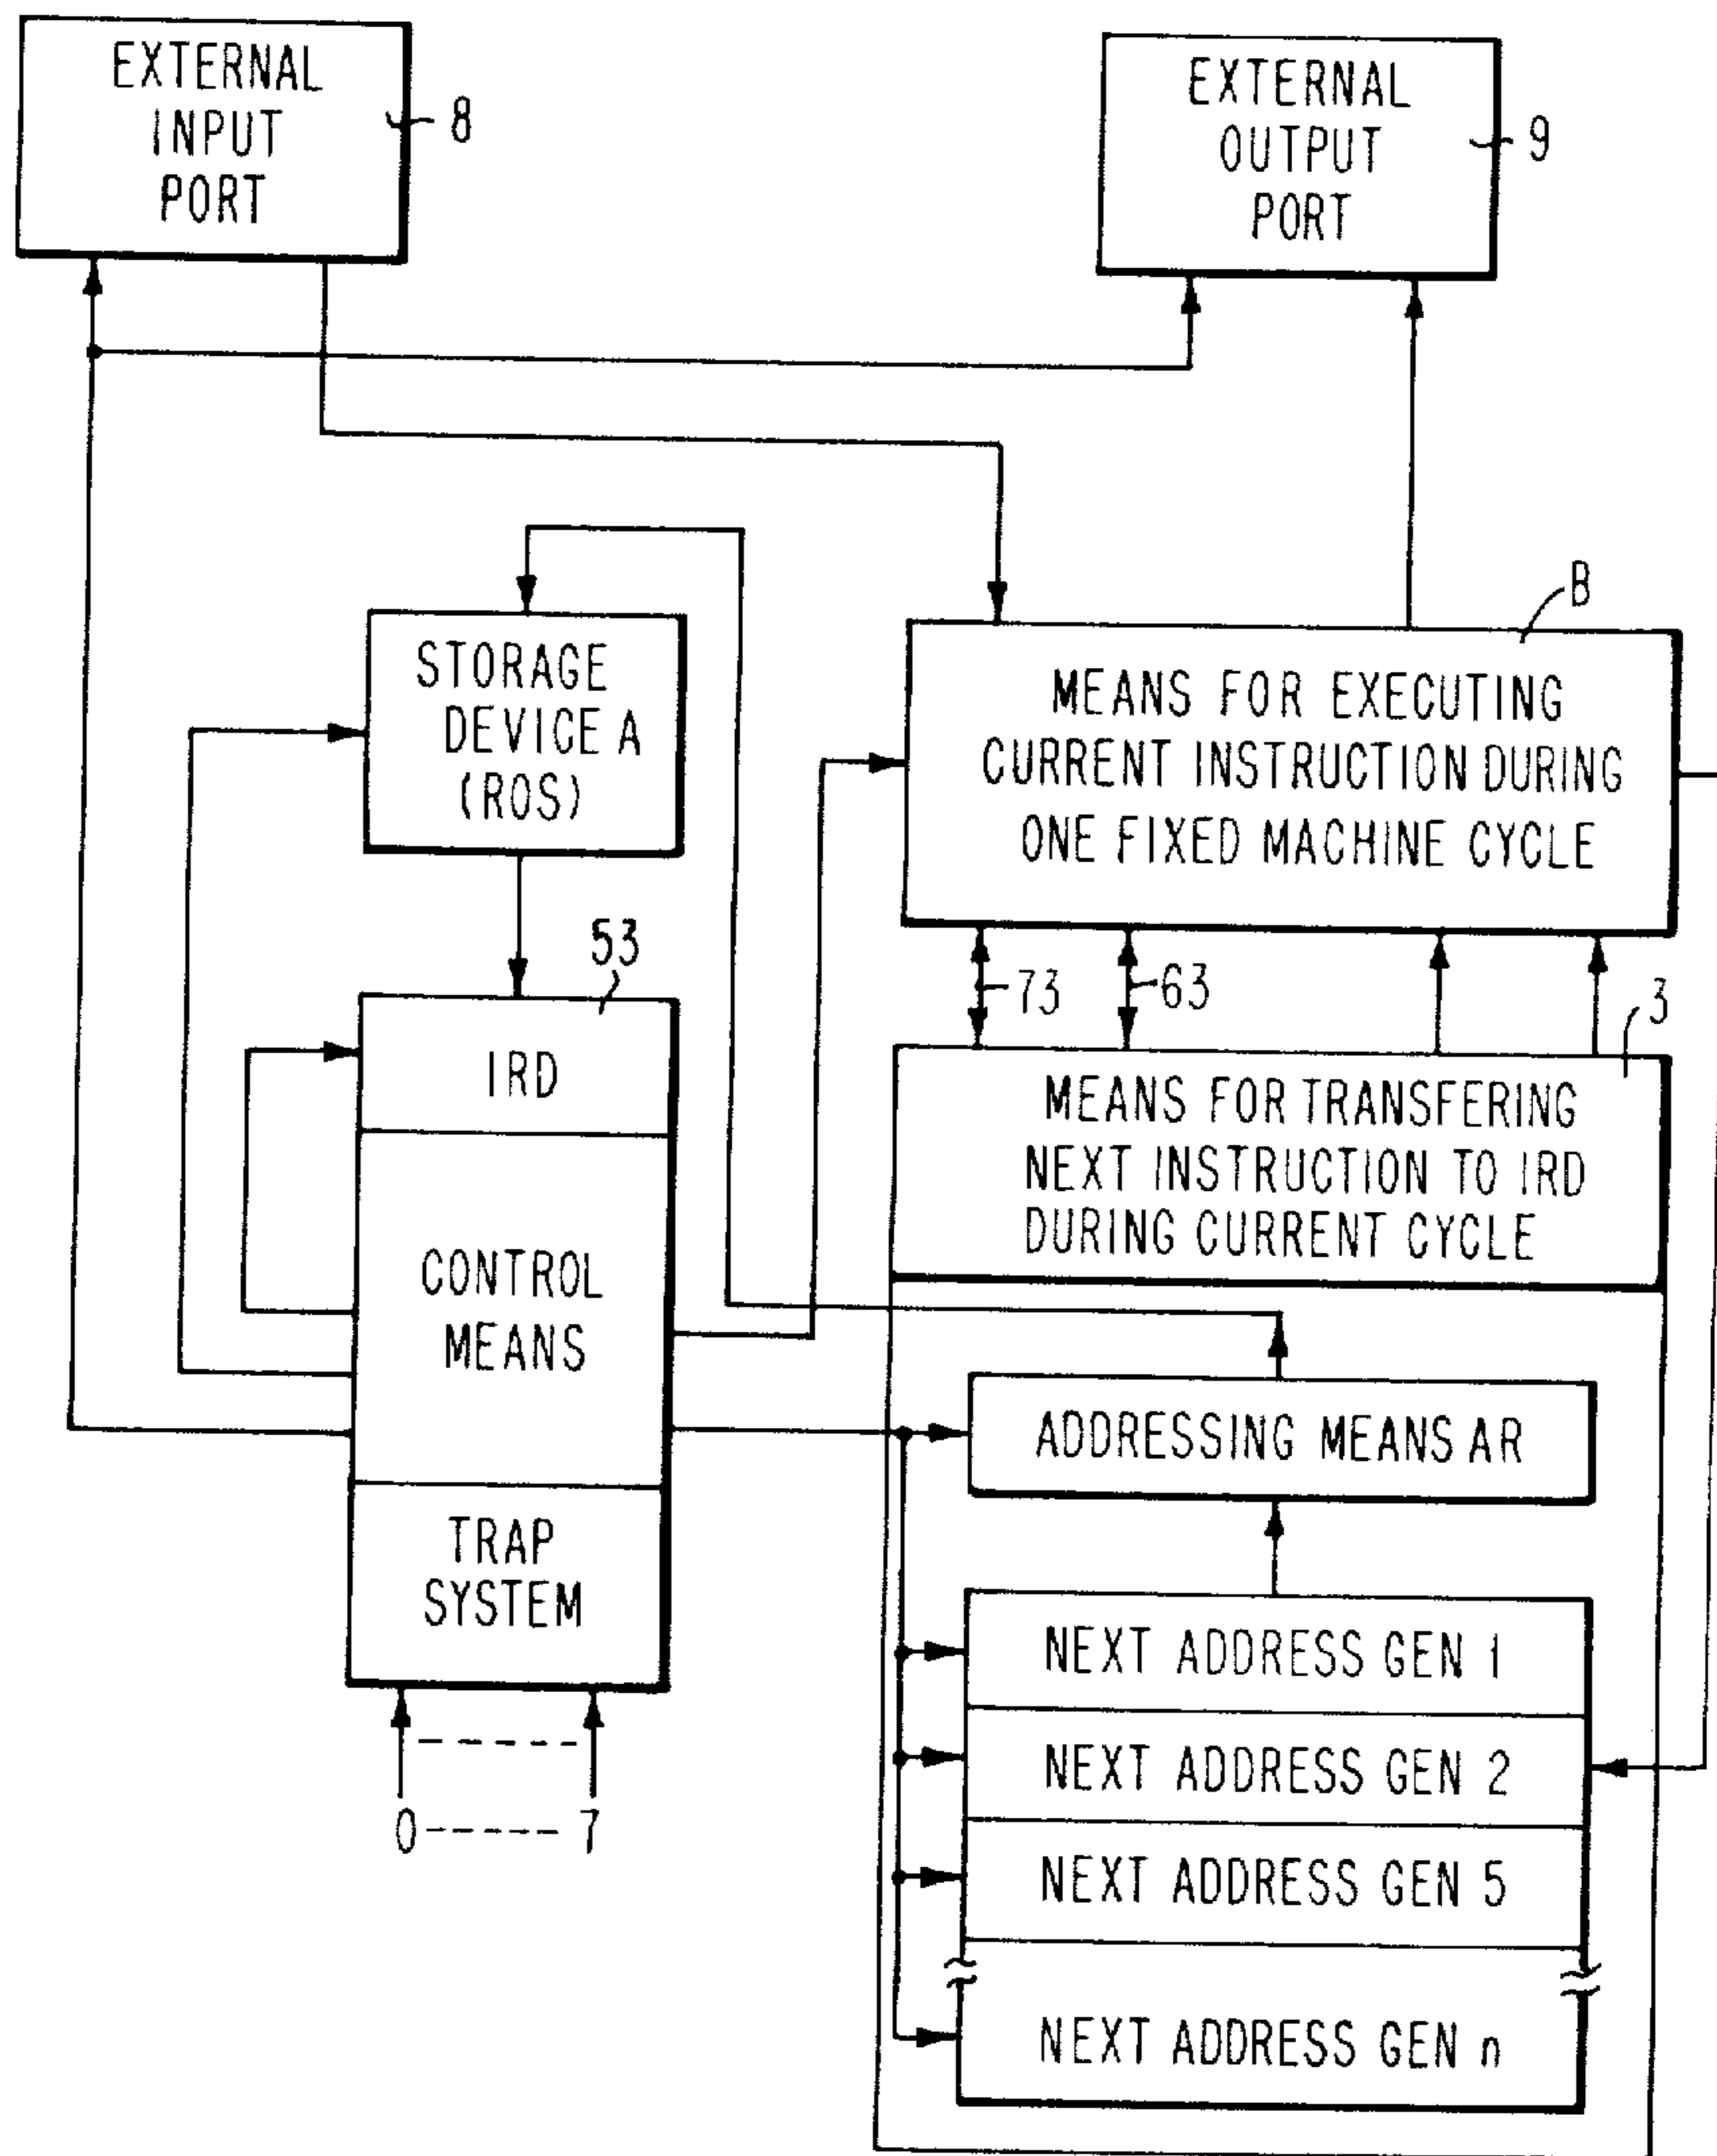 EXTERNAL
INPUT
PORT
8
EXTERNAL
OUTPUT
PORT
9
STORAGE
DEVICE A
(ROS)
B
MEANS FOR EXECUTING
CURRENT INSTRUCTION DURING
ONE FIXED MACHINE CYCLE
53
IRD
CONTROL
MEANS
TRAP
SYSTEM
0-----7
73
63
3
MEANS FOR TRANSFERING
NEXT INSTRUCTION TO IRD
DURING CURRENT CYCLE
ADDRESSING MEANS AR
NEXT ADDRESS GEN 1
NEXT ADDRESS GEN 2
NEXT ADDRESS GEN 5
NEXT ADDRESS GEN n